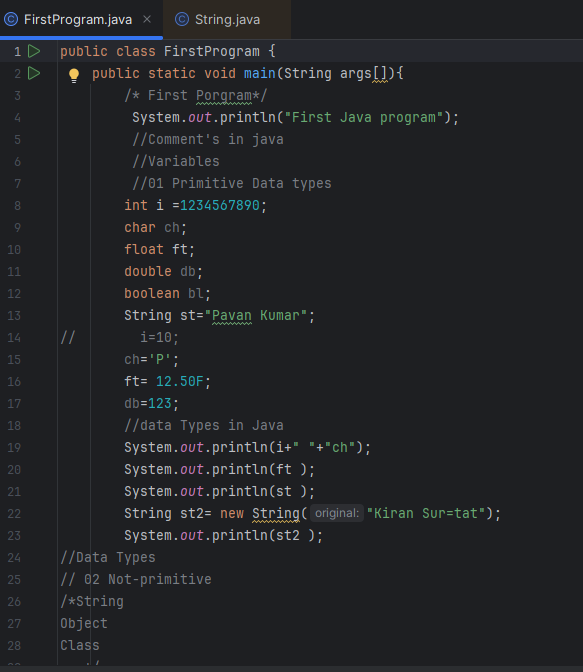 FirstProgram.java × String.java
1 public class FirstProgram {
2 public static void main(String args[]){
3 /* First Porgram*/
4 System.out.println("First Java program");
5 //Comment's in java
6 //Variables
7 //01 Primitive Data types
8 int i =1234567890;
9 char ch;
10 float ft;
11 double db;
12 boolean bl;
13 String st="Pavan Kumar";
14 // i=10;
15 ch='P';
16 ft= 12.50F;
17 db=123;
18 //data Types in Java
19 System.out.println(i+" "+"ch");
20 System.out.println(ft );
21 System.out.println(st );
22 String st2= new String( original: "Kiran Sur=tat");
23 System.out.println(st2 );
24 //Data Types
25 // 02 Not-primitive
26 /*String
27 Object
28 Class